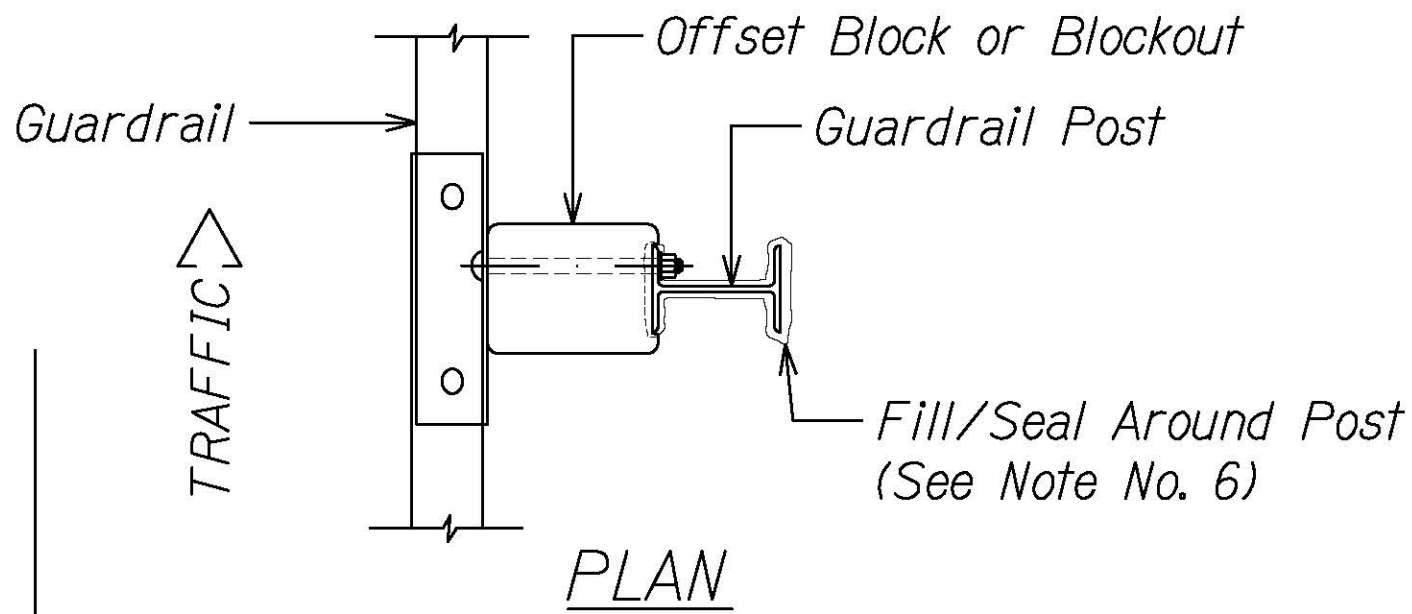 Offset Block or Blockout
Guardrail
Guardrail Post
TRAFFIC
Fill/Seal Around Post
(See Note No. 6)
PLAN